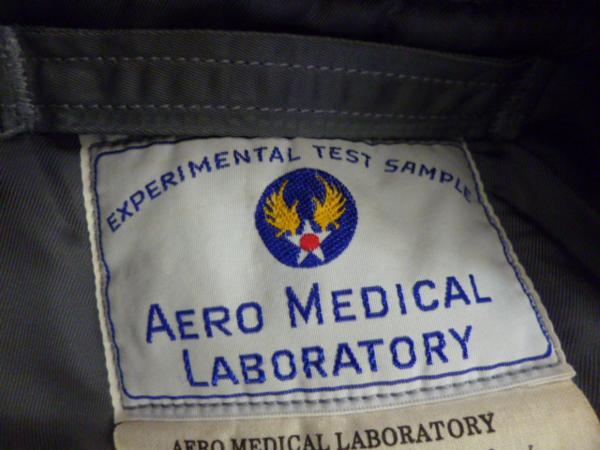 EXPERIMENTAL TEST SAMPLE
AERO MEDICAL
LABORATORY
AERO MEDICAL LABORATORY